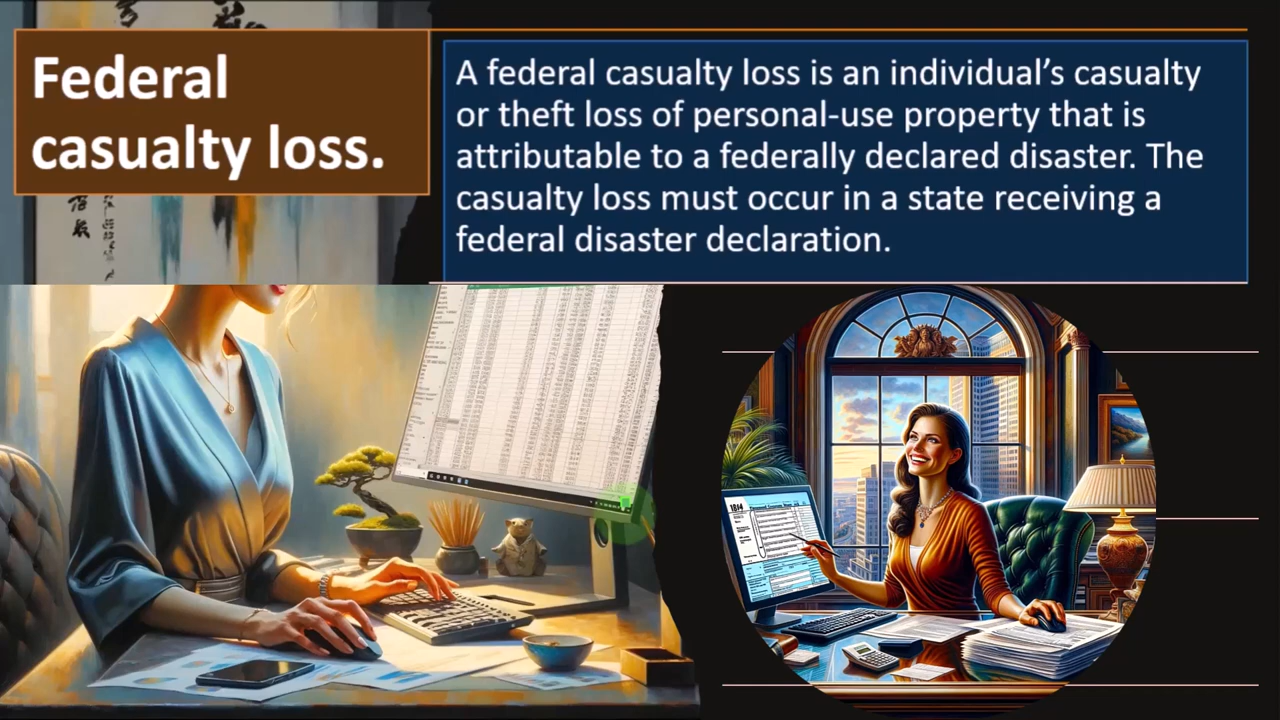 Federal
casualty loss.
A federal casualty loss is an individual’s casualty
or theft loss of personal-use property that is
attributable to a federally declared disaster. The
casualty loss must occur in a state receiving a
federal disaster declaration.